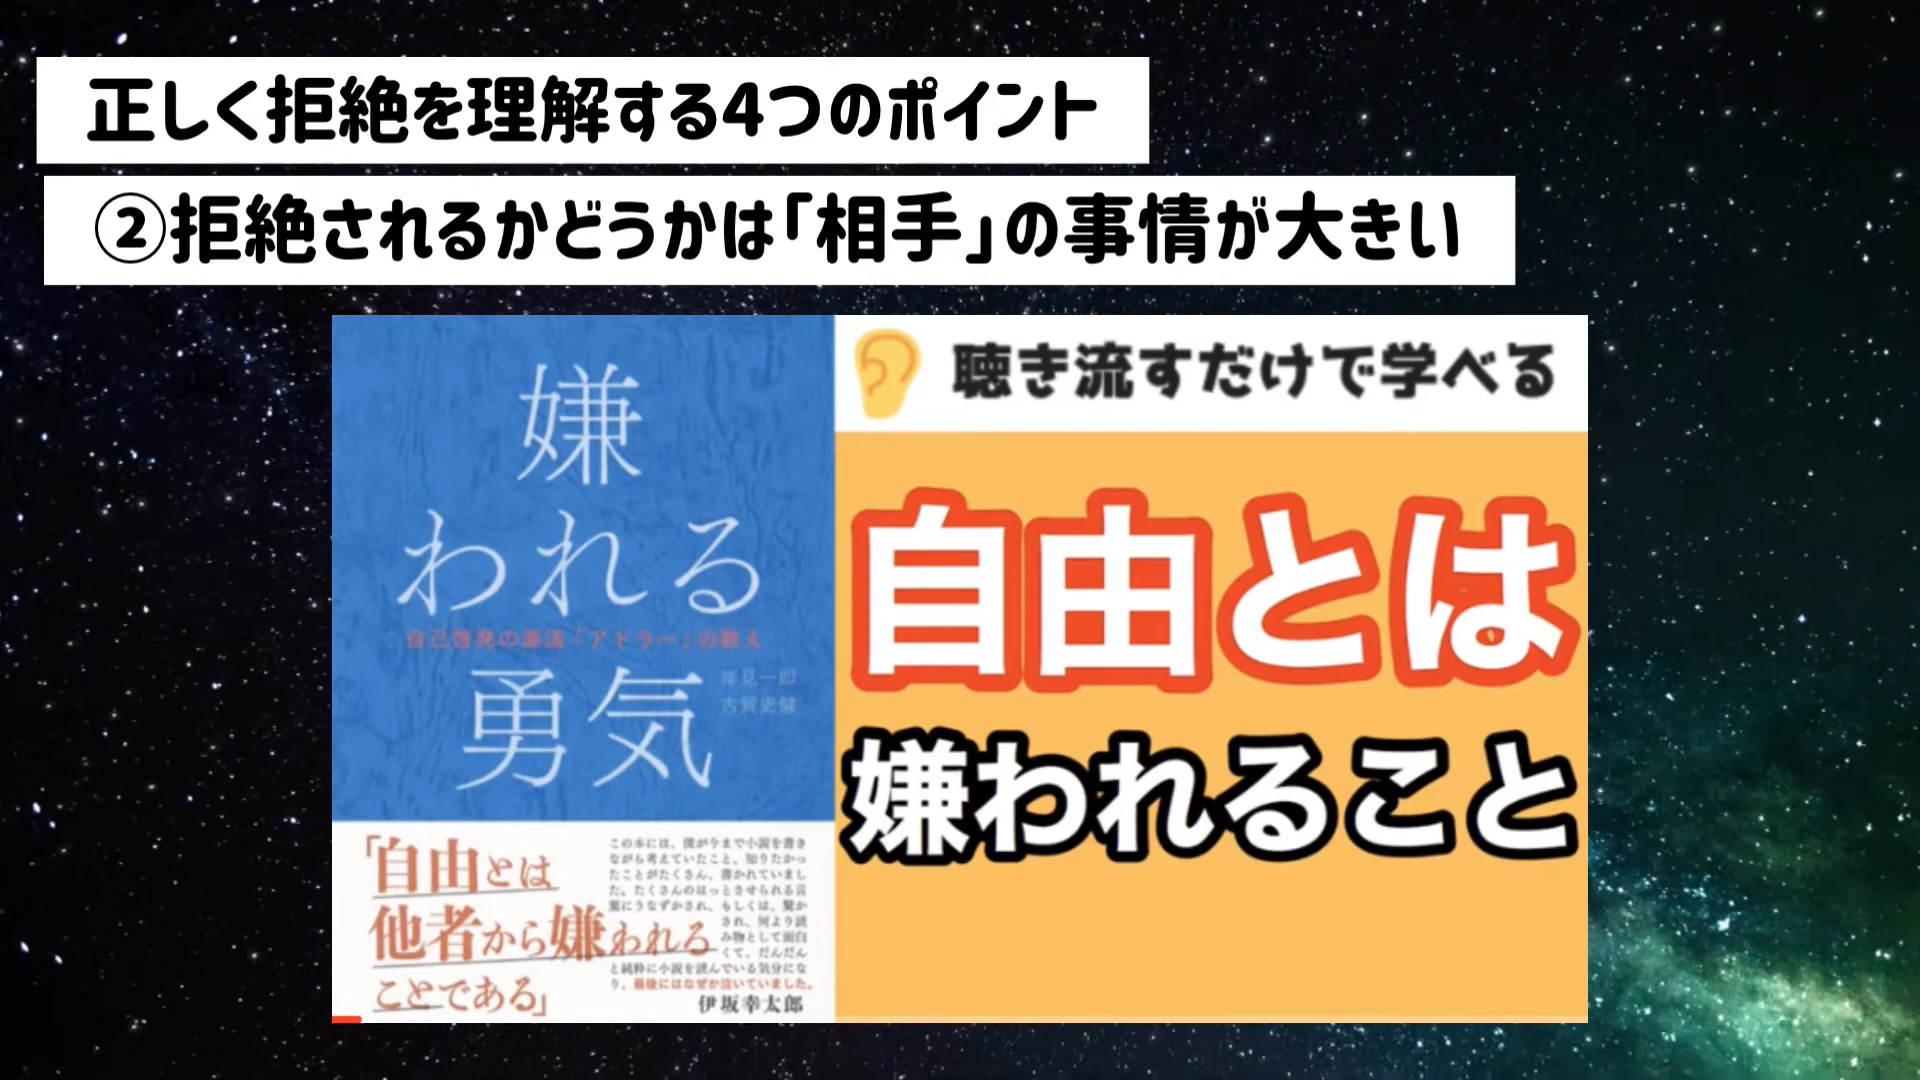 正しく拒絶を理解する4つのポイント
②拒絶されるかどうかは「相手」の事情が大きい
嫌
われる
自己啓発の源流「アドラー」の教え
勇気
岸見一郎
古賀史健
「自由とは
他者から嫌われる
ことである」
この本には、僕が今まで小説を書き
ながら考えていたこと、知りたかっ
たことがたくさん、書かれていまし
た。たくさんのはっとさせられる言
葉にうなずかされ、もしくは、驚か
され、何より読
み物として面白
くて、だんだん
と純粋に小説を読んでいる気分にな
り、最後にはなぜか泣いていました。
伊坂幸太郎
聴き流すだけで学べる
自由とは
嫌われること